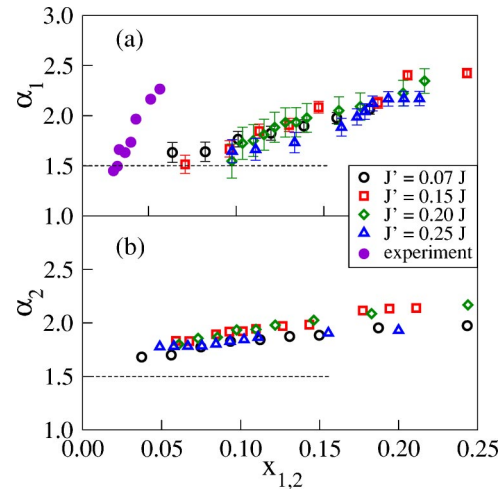 (a)
α1
2.5
2.0
1.5
1.0
J' = 0.07 J
J' = 0.15 J
J' = 0.20 J
J' = 0.25 J
experiment
(b)
α2
2.5
2.0
1.5
1.0
0.00 0.05 0.10 0.15 0.20 0.25
x1,2